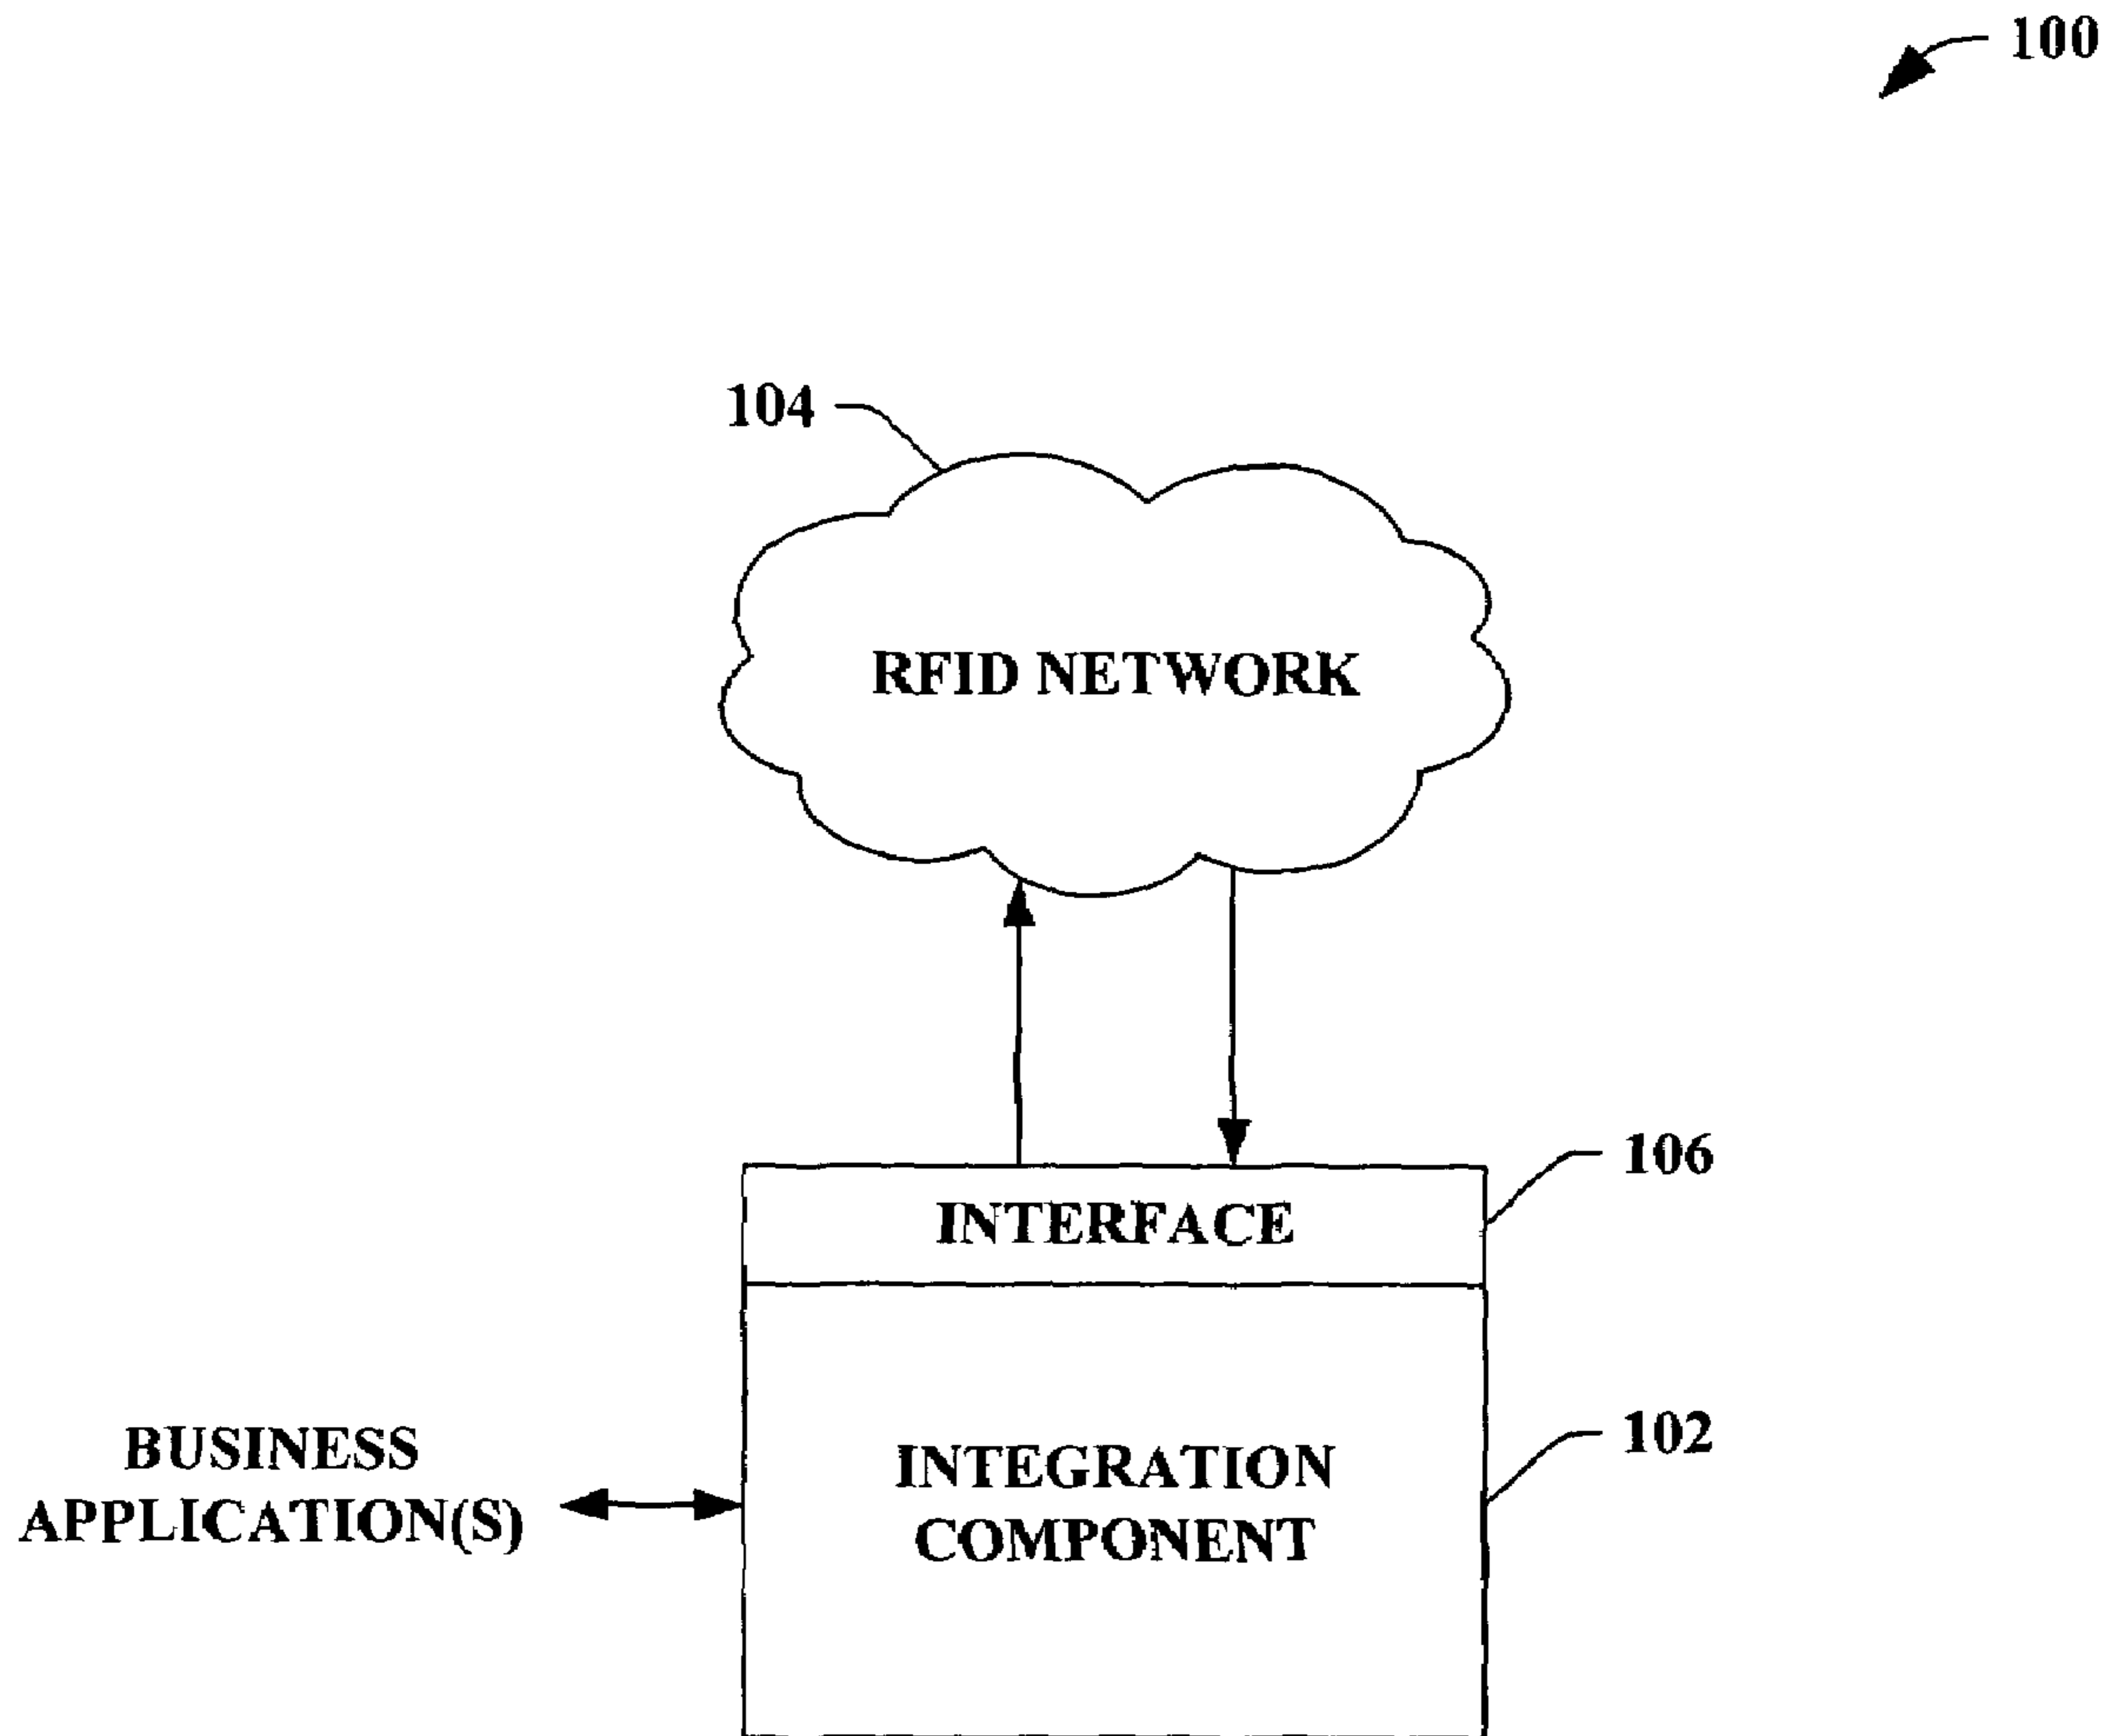 100
104
RFID NETWORK
106
INTERFACE
102
BUSINESS
APPLICATION(S)
INTEGRATION
COMPONENT